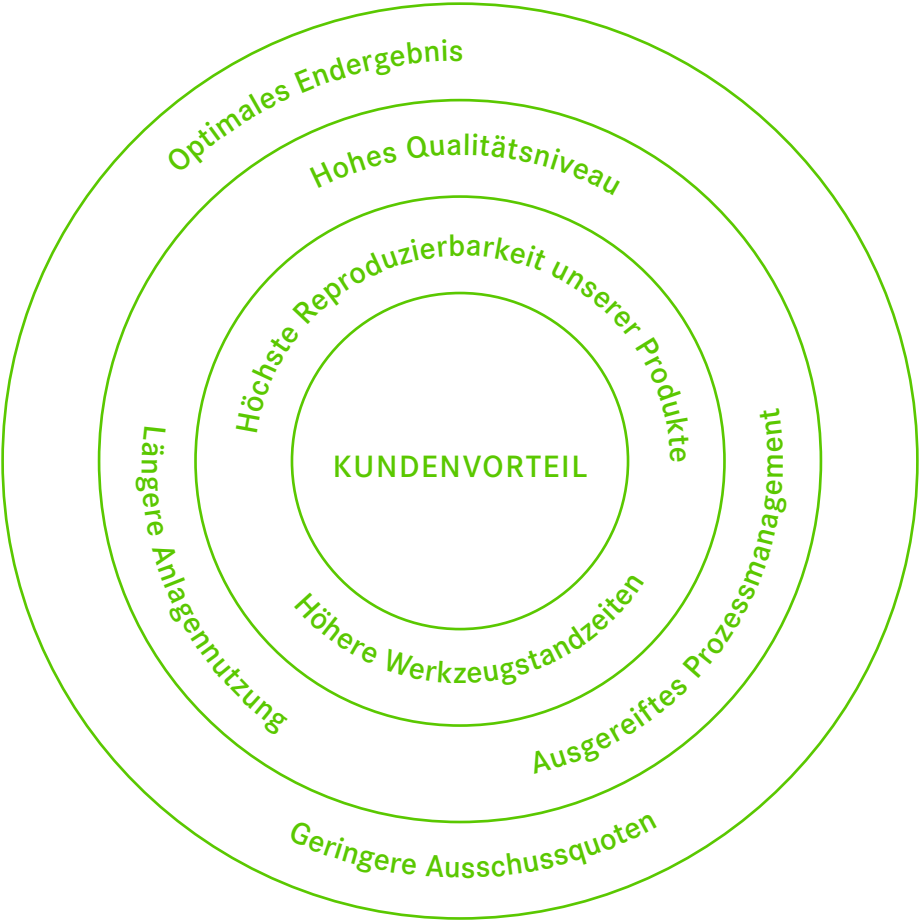 Optimales Endergebnis
Hohes Qualitätsniveau
Höchste Reproduzierbarkeit unserer Produkte
KUNDENVORTEIL
Längere Anlagennutzung
Ausgereiftes Prozessmanagement
Höhere Werkzeugstandzeiten
Geringere Ausschussquoten